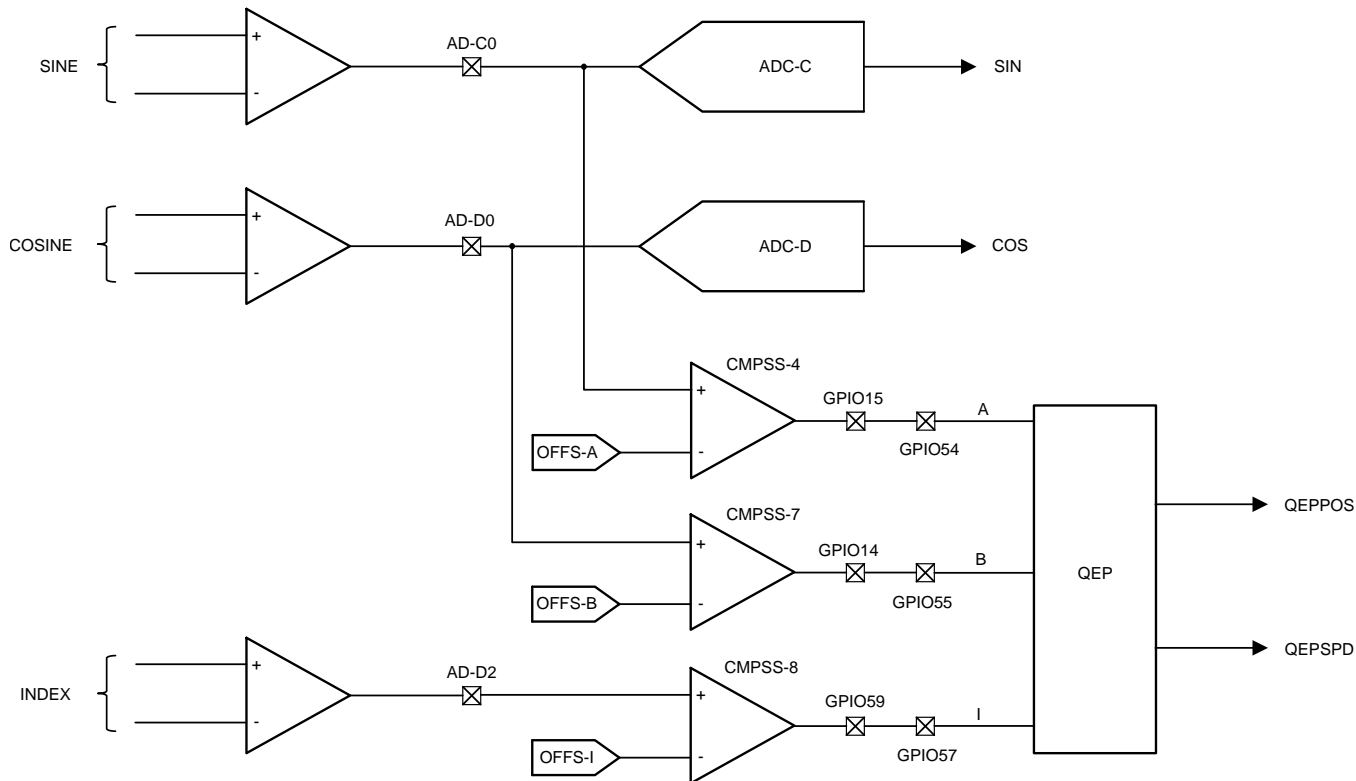 AD-C0
SINE
+
-
ADC-C
SIN
AD-D0
COSINE
+
-
ADC-D
COS
CMPSS-4
+
-
OFFS-A
GPIO15
GPIO54
A
CMPSS-7
+
-
OFFS-B
GPIO14
GPIO55
B
QEP
QEPPOS
QEPSPD
INDEX
+
-
AD-D2
CMPSS-8
+
-
OFFS-I
GPIO59
GPIO57
I